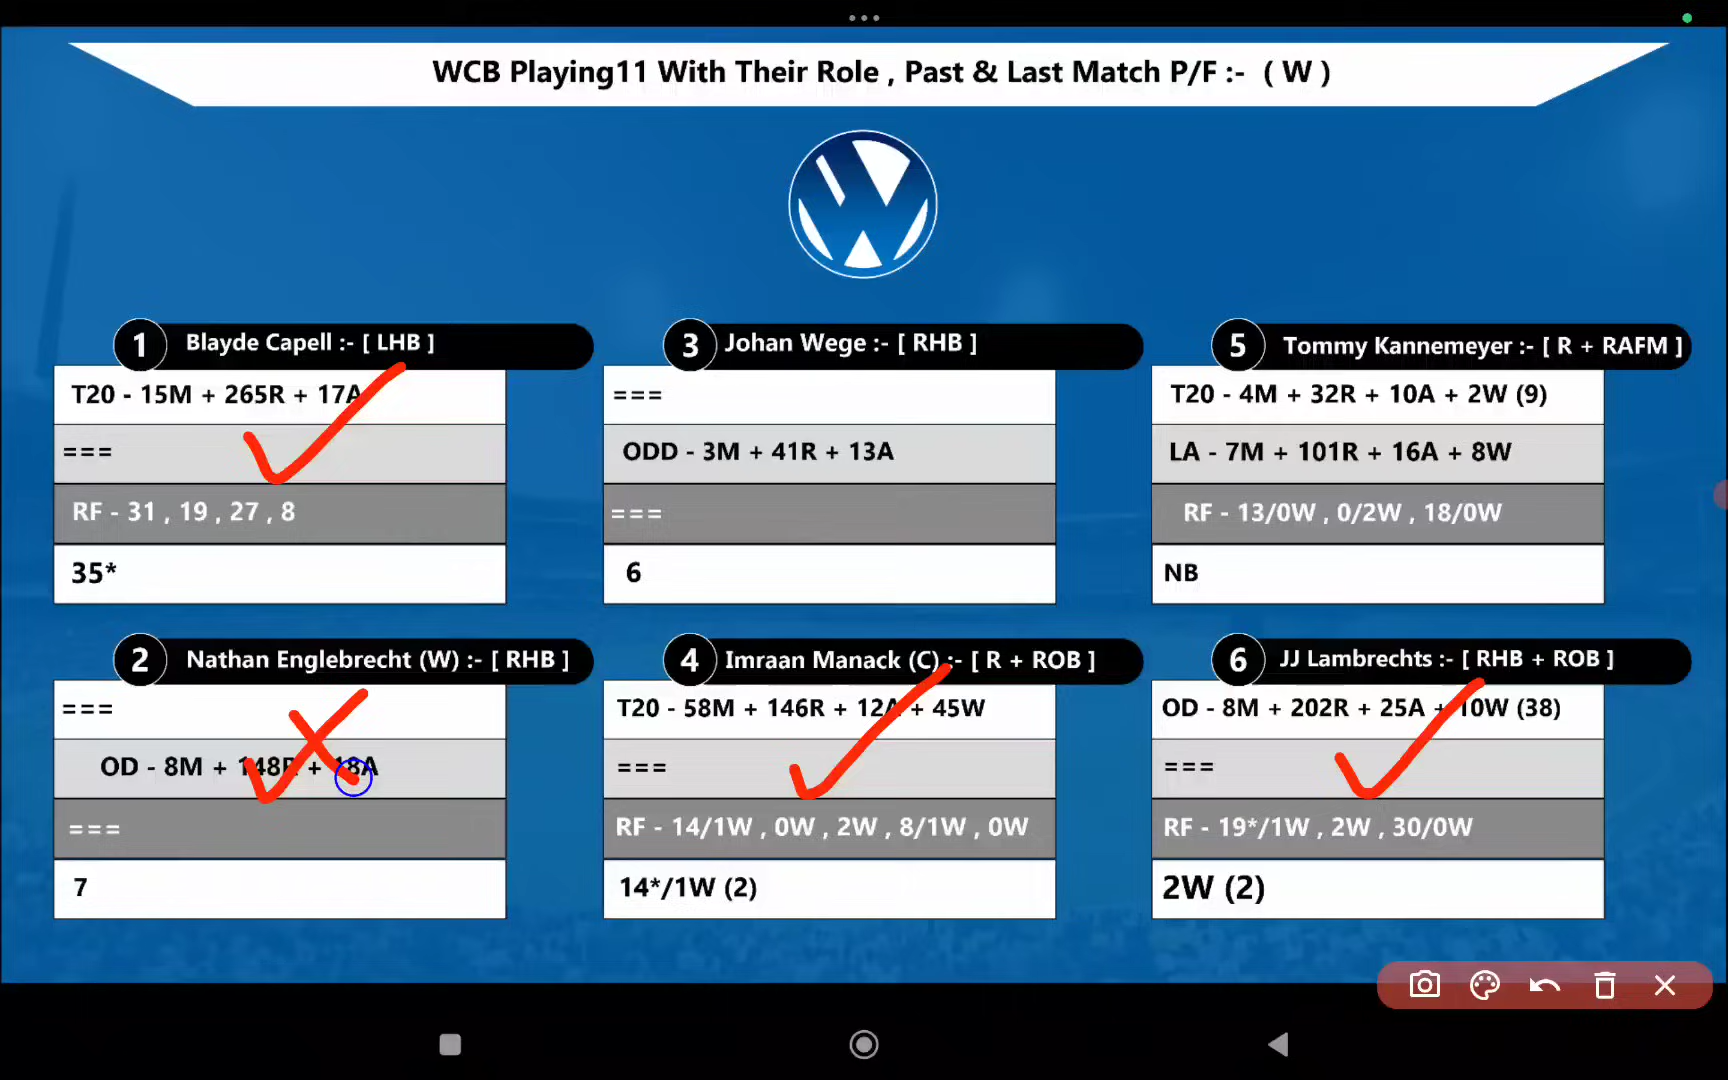 WCB Playing11 With Their Role , Past & Last Match P/F :- ( W )
1 Blayde Capell :- [ LHB ]
T20 - 15M + 265R + 17A
===
RF - 31 , 19 , 27 , 8
35*
2 Nathan Englebrecht (W) :- [ RHB ]
===
OD - 8M + 148R + 18A
===
7
3 Johan Wege :- [ RHB ]
===
ODD - 3M + 41R + 13A
===
6
4 Imraan Manack (C) :- [ R + ROB ]
T20 - 58M + 146R + 12A + 45W
===
RF - 14/1W , 0W , 2W , 8/1W , 0W
14*/1W (2)
5 Tommy Kannemeyer :- [ R + RAFM ]
T20 - 4M + 32R + 10A + 2W (9)
LA - 7M + 101R + 16A + 8W
RF - 13/0W , 0/2W , 18/0W
NB
6 JJ Lambrechts :- [ RHB + ROB ]
OD - 8M + 202R + 25A + 10W (38)
===
RF - 19*/1W , 2W , 30/0W
2W (2)